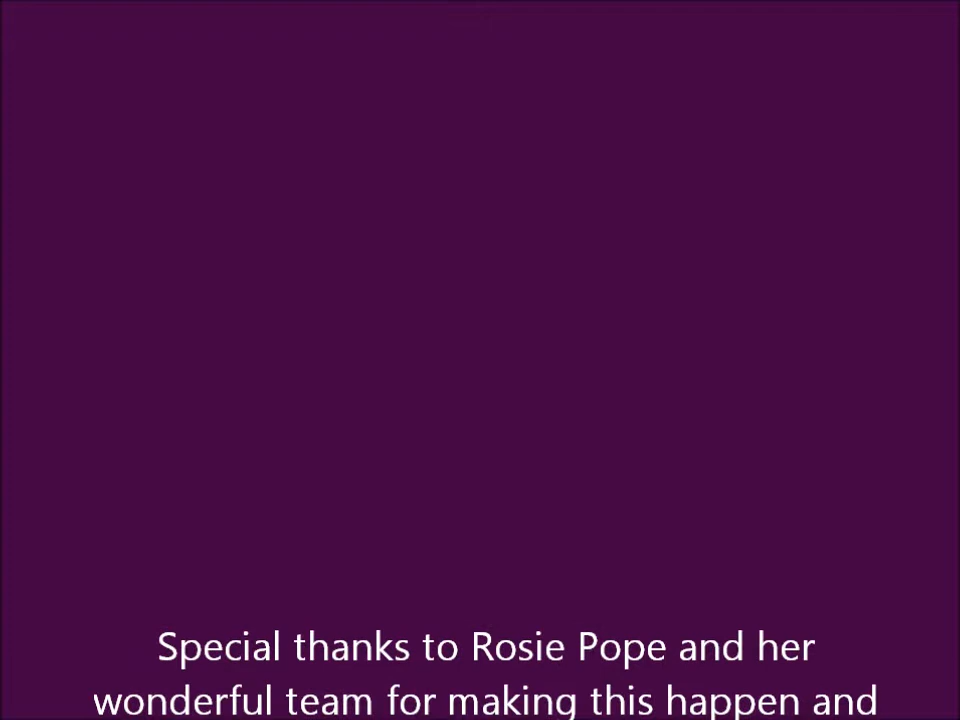 Special thanks to Rosie Pope and her
wonderful team for making this happen and